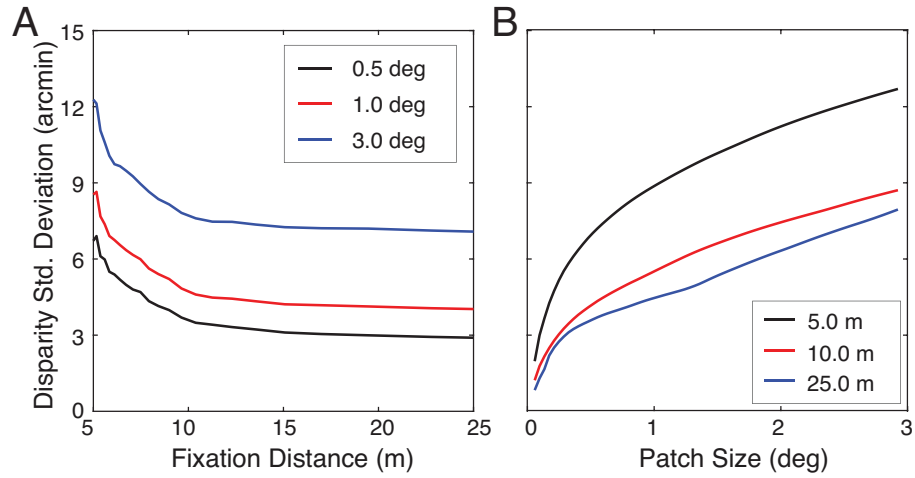 A
B
Disparity Std. Deviation (arcmin)
15
12
9
6
3
0
0.5 deg
1.0 deg
3.0 deg
5
10
15
20
25
Fixation Distance (m)
5.0 m
10.0 m
25.0 m
0
1
2
3
Patch Size (deg)